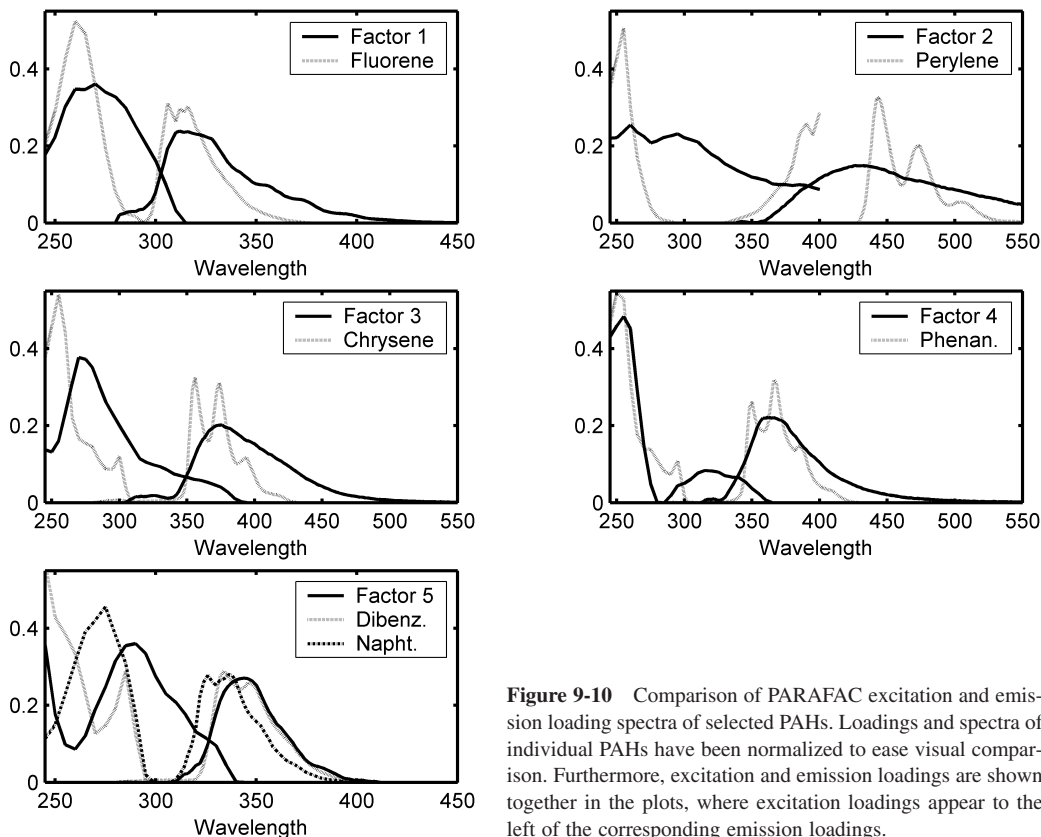 Factor 1
Fluorene
0.4
0.2
0
250 300 350 400 450
Wavelength
Factor 2
Perylene
0.4
0.2
0
250 300 350 400 450 500 550
Wavelength
Factor 3
Chrysene
0.4
0.2
0
250 300 350 400 450 500 550
Wavelength
Factor 4
Phenan.
0.4
0.2
0
250 300 350 400 450 500 550
Wavelength
Factor 5
Dibenz.
Napht.
0.4
0.2
0
250 300 350 400 450
Wavelength
Figure 9-10 Comparison of PARAFAC excitation and emis-
sion loading spectra of selected PAHs. Loadings and spectra of
individual PAHs have been normalized to ease visual compar-
ison. Furthermore, excitation and emission loadings are shown
together in the plots, where excitation loadings appear to the
left of the corresponding emission loadings.